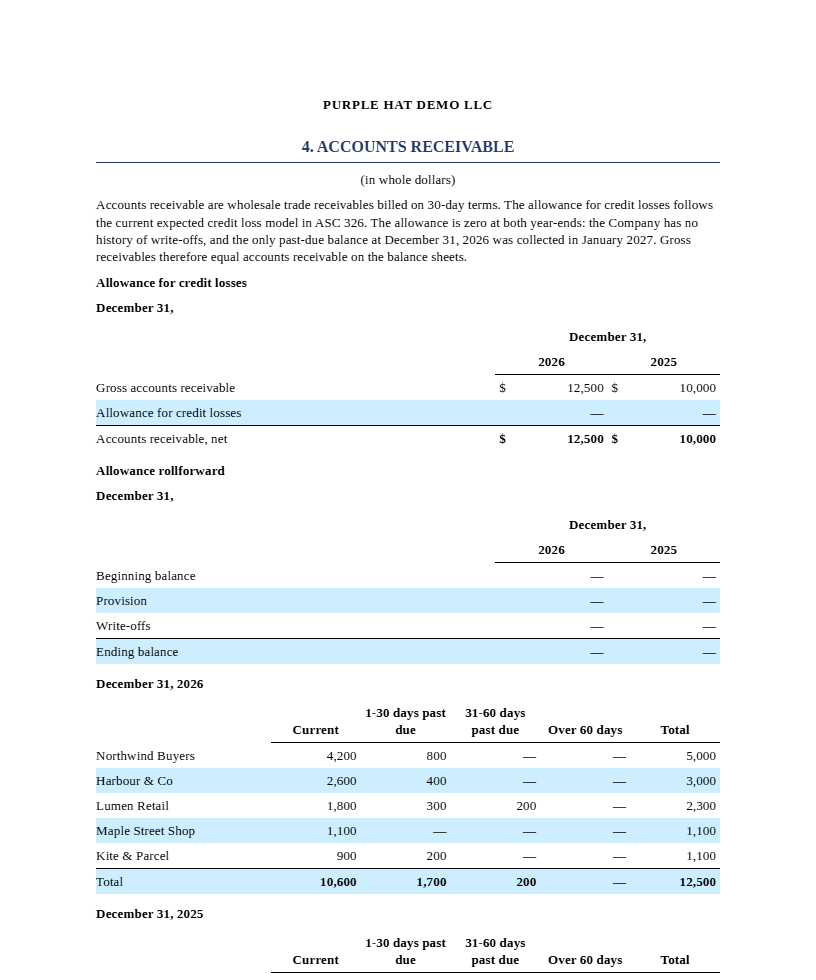 PURPLE HAT DEMO LLC
4. ACCOUNTS RECEIVABLE
(in whole dollars)
Accounts receivable are wholesale trade receivables billed on 30-day terms. The allowance for credit losses follows
the current expected credit loss model in ASC 326. The allowance is zero at both year-ends: the Company has no
history of write-offs, and the only past-due balance at December 31, 2026 was collected in January 2027. Gross
receivables therefore equal accounts receivable on the balance sheets.
Allowance for credit losses
December 31,
December 31,
2026 2025
Gross accounts receivable $ 12,500 $ 10,000
Allowance for credit losses — —
Accounts receivable, net $ 12,500 $ 10,000
Allowance rollforward
December 31,
December 31,
2026 2025
Beginning balance — —
Provision — —
Write-offs — —
Ending balance — —
December 31, 2026
1-30 days past 31-60 days
Current due past due Over 60 days Total
Northwind Buyers 4,200 800 — — 5,000
Harbour & Co 2,600 400 — — 3,000
Lumen Retail 1,800 300 200 — 2,300
Maple Street Shop 1,100 — — — 1,100
Kite & Parcel 900 200 — — 1,100
Total 10,600 1,700 200 — 12,500
December 31, 2025
1-30 days past 31-60 days
Current due past due Over 60 days Total